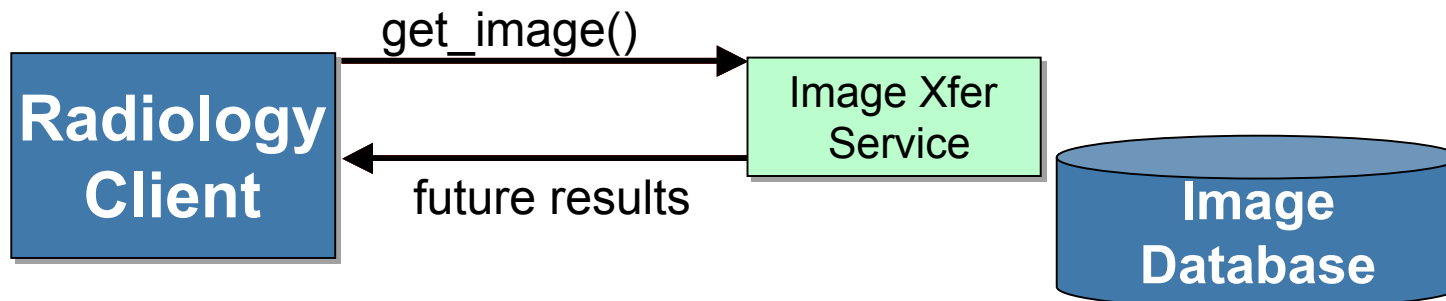 get_image()
Radiology
Client
Image Xfer
Service
future results
Image
Database